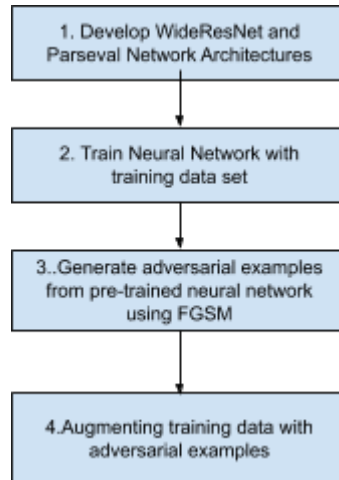 1. Develop WideResNet and
Parseval Network Architectures
2. Train Neural Network with
training data set
3..Generate adversarial examples
from pre-trained neural network
using FGSM
4.Augmenting training data with
adversarial examples